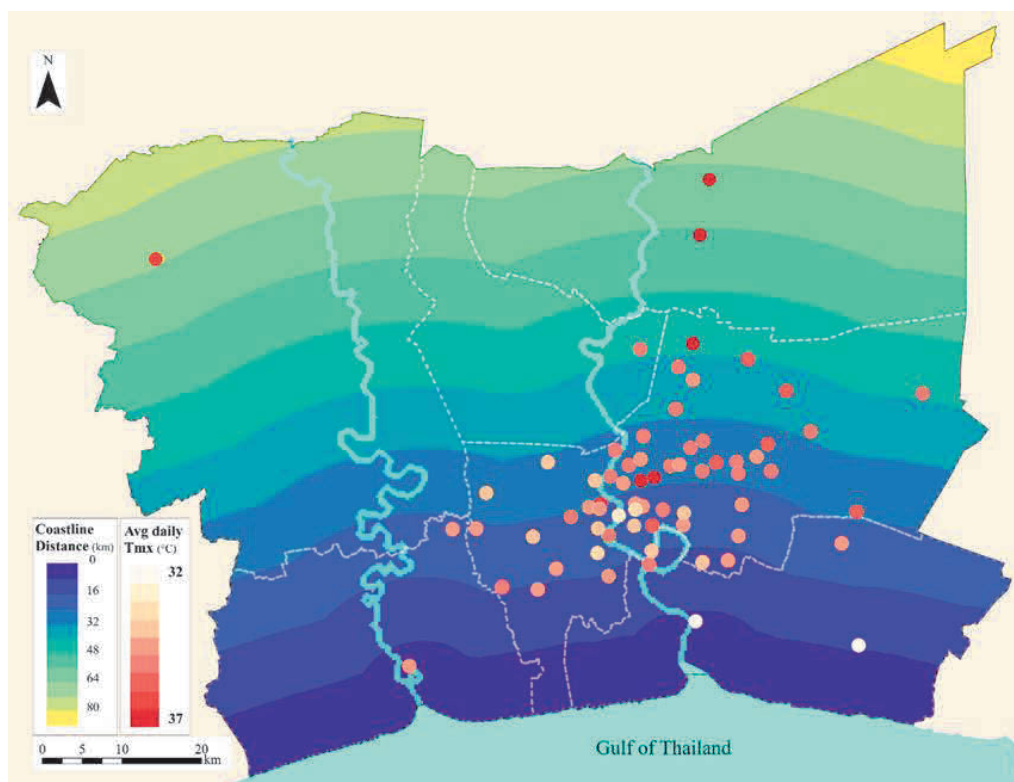 N
Coastline
Distance (km)
0
16
32
48
64
80
Avg daily
Tmx (°C)
32
37
0 5 10 20
km
Gulf of Thailand